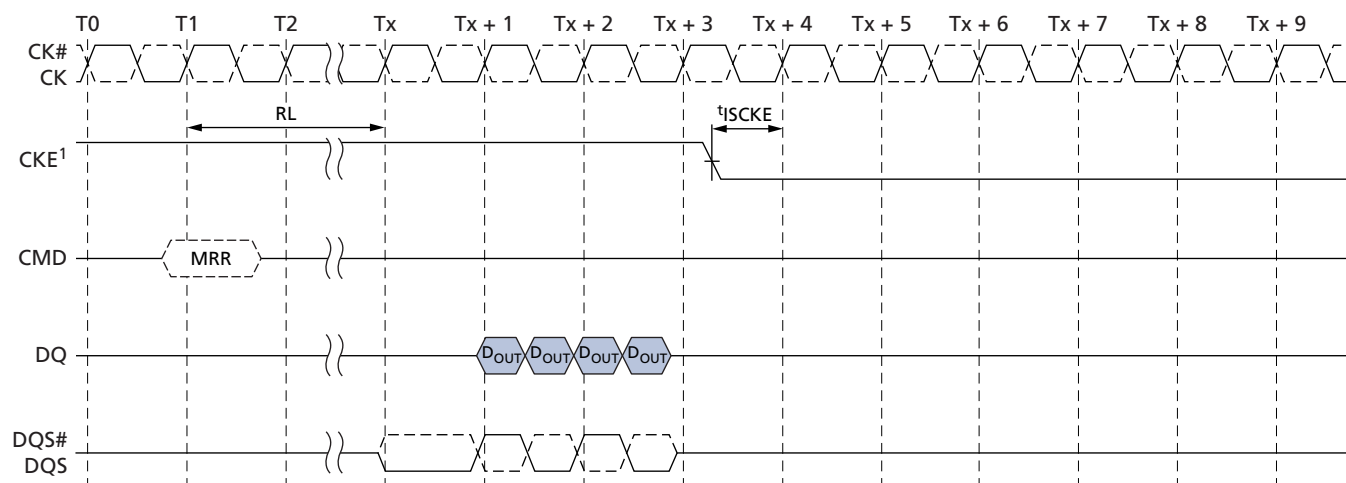 T0 T1 T2 Tx Tx + 1 Tx + 2 Tx + 3 Tx + 4 Tx + 5 Tx + 6 Tx + 7 Tx + 8 Tx + 9
CK#
CK
RL
tISCKE
CKE1
CMD
MRR
DQ
DOUT DOUT DOUT DOUT
DQS#
DQS